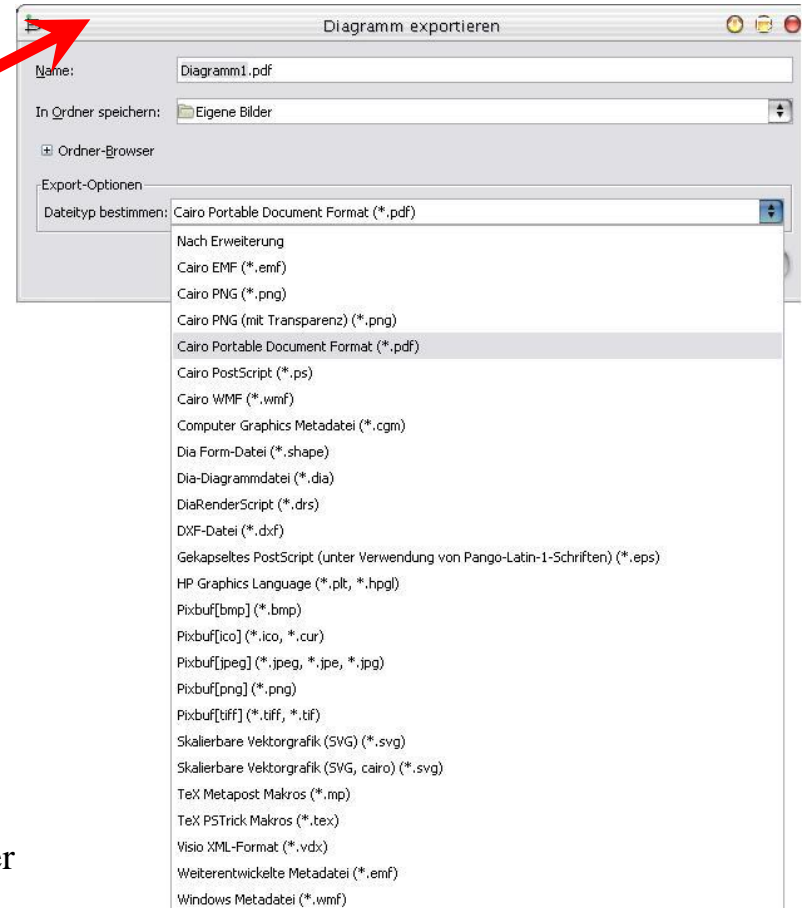 Diagramm exportieren
Name: Diagramm1.pdf
In Ordner speichern: Eigene Bilder
Ordner-Browser
Export-Optionen
Dateityp bestimmen: Cairo Portable Document Format (*.pdf)
Nach Erweiterung
Cairo EMF (*.emf)
Cairo PNG (*.png)
Cairo PNG (mit Transparenz) (*.png)
Cairo Portable Document Format (*.pdf)
Cairo PostScript (*.ps)
Cairo WMF (*.wmf)
Computer Graphics Metadatei (*.cgm)
Dia Form-Datei (*.shape)
Dia-Diagrammdatei (*.dia)
DiaRenderScript (*.drs)
DXF-Datei (*.dxf)
Gekapseltes PostScript (unter Verwendung von Pango-Latin-1-Schriften) (*.eps)
HP Graphics Language (*.plt, *.hpgl)
Pixbuf[bmp] (*.bmp)
Pixbuf[ico] (*.ico, *.cur)
Pixbuf[jpeg] (*.jpeg, *.jpe, *.jpg)
Pixbuf[png] (*.png)
Pixbuf[tiff] (*.tiff, *.tif)
Skalierbare Vektorgrafik (SVG) (*.svg)
Skalierbare Vektorgrafik (SVG, cairo) (*.svg)
TeX Metapost Makros (*.mp)
TeX PSTrick Makros (*.tex)
Visio XML-Format (*.vdx)
er
Weiterentwickelte Metadatei (*.emf)
Windows Metadatei (*.wmf)